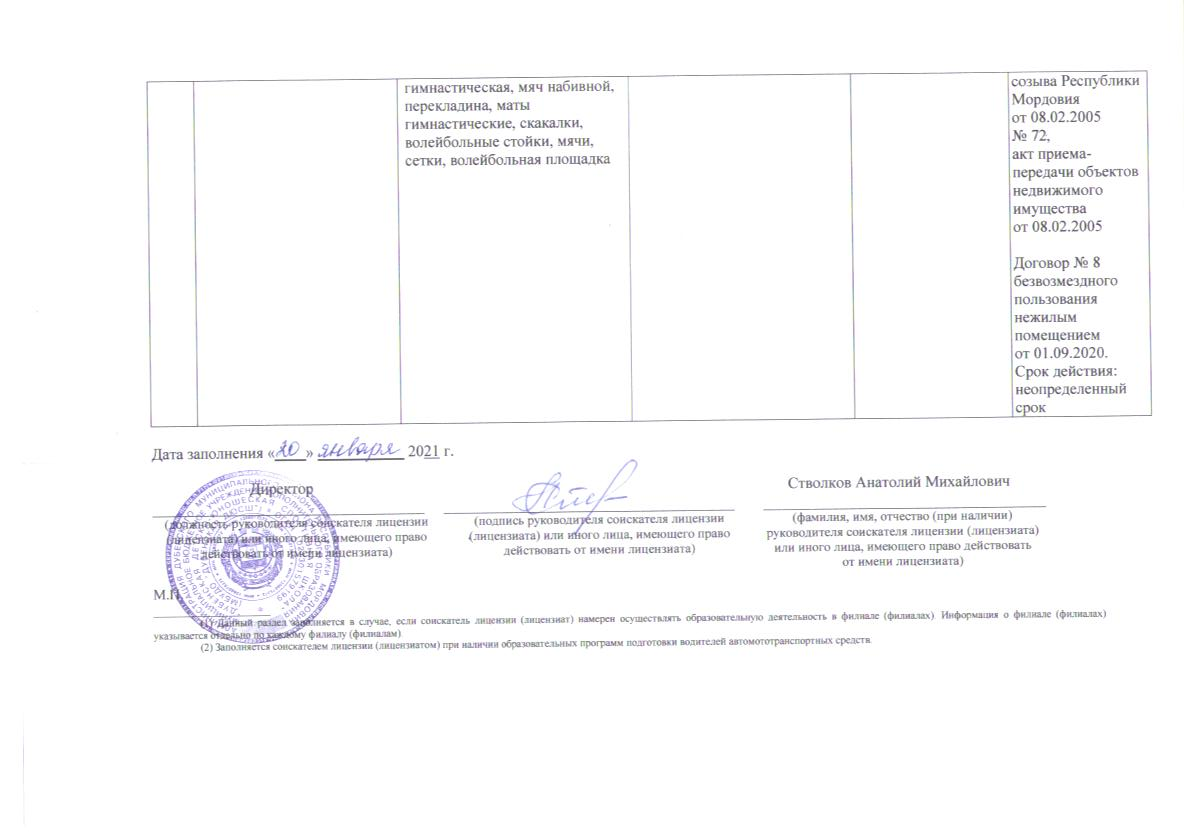 гимнастическая, мяч набивной,
перекладина, маты
гимнастические, скакалки,
волейбольные стойки, мячи,
сетки, волейбольная площадка
созыва Республики
Мордовия
от 08.02.2005
№ 72,
акт приема-
передачи объектов
недвижимого
имущества
от 08.02.2005
Договор № 8
безвозмездного
пользования
нежилым
помещением
от 01.09.2020.
Срок действия:
неопределенный
срок
Дата заполнения «20» января 2021 г.
Директор
(должность руководителя соискателя лицензии
(лицензиата) или иного лица, имеющего право
действовать от имени лицензиата)
(подпись руководителя соискателя лицензии
(лицензиата) или иного лица, имеющего право
действовать от имени лицензиата)
Стволков Анатолий Михайлович
(фамилия, имя, отчество (при наличии)
руководителя соискателя лицензии (лицензиата)
или иного лица, имеющего право действовать
от имени лицензиата)
М.П.
(1) Данный раздел заполняется в случае, если соискатель лицензии (лицензиат) намерен осуществлять образовательную деятельность в филиале (филиалах). Информация о филиале (филиалах)
указывается отдельно по каждому филиалу (филиалам).
(2) Заполняется соискателем лицензии (лицензиатом) при наличии образовательных программ подготовки водителей автомототранспортных средств.